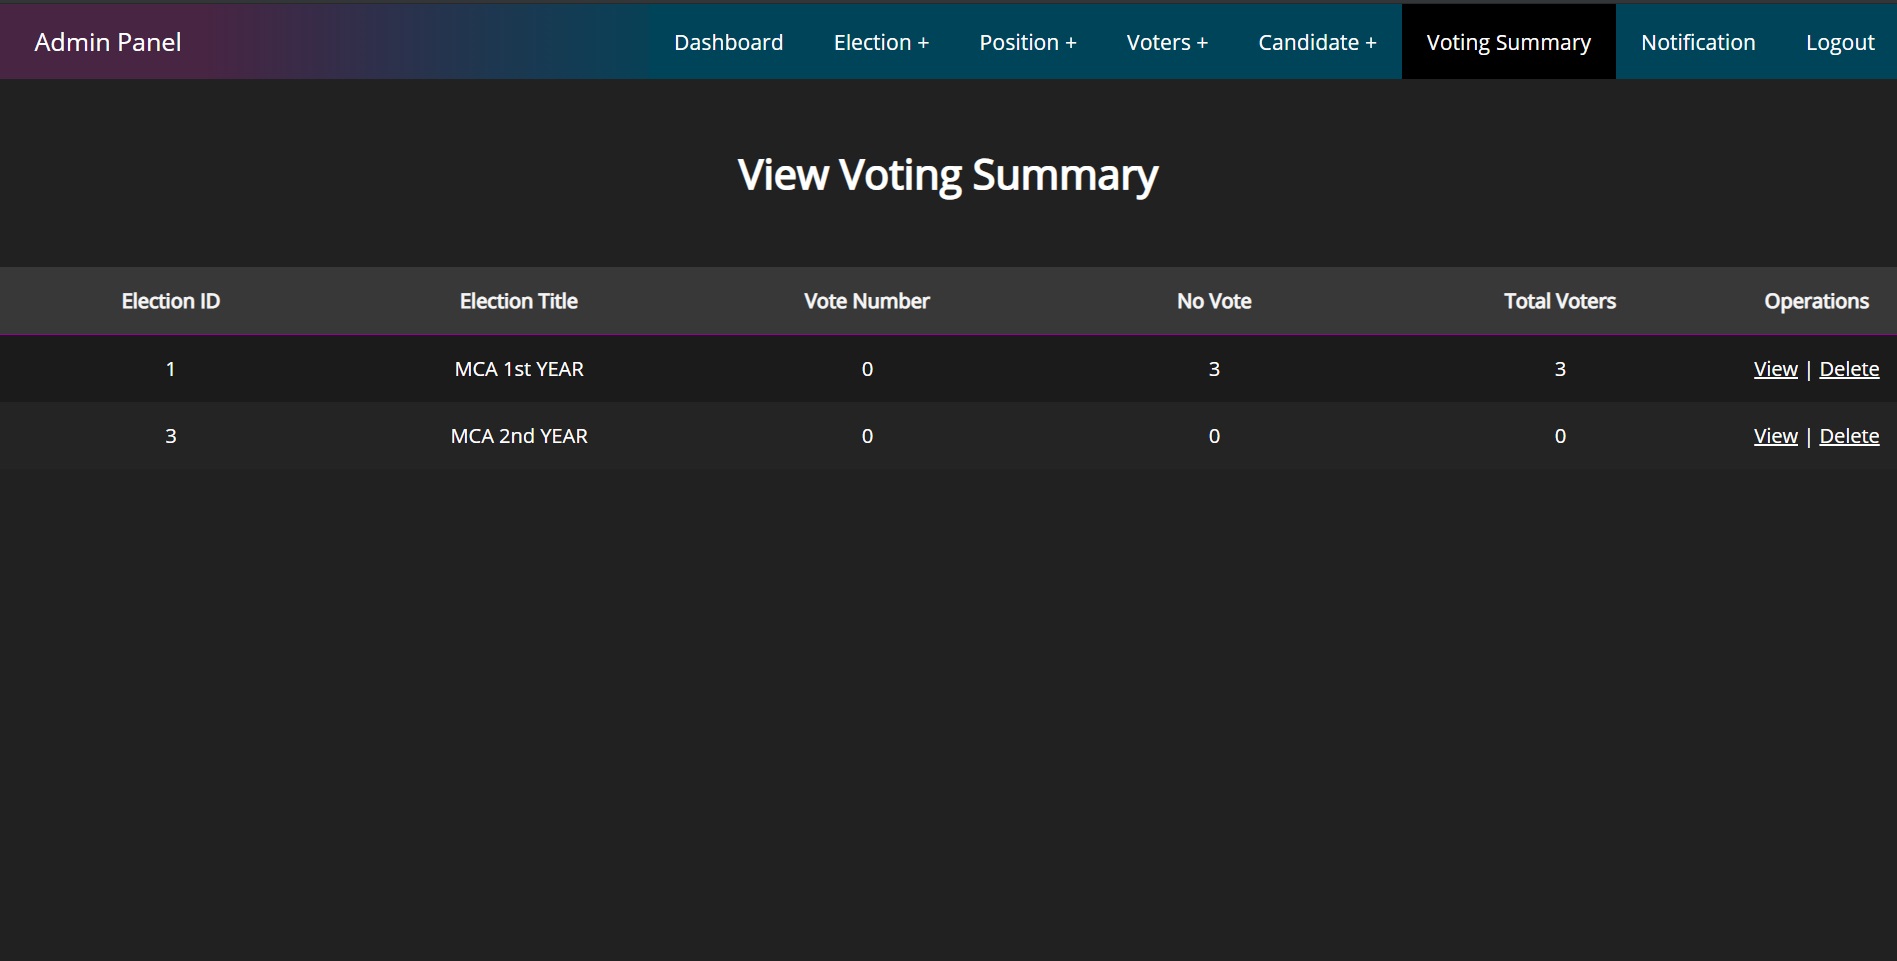 Admin Panel Dashboard Election + Position + Voters + Candidate + Voting Summary Notification Logout
View Voting Summary
Election ID Election Title Vote Number No Vote Total Voters Operations
1 MCA 1st YEAR 0 3 3 View | Delete
3 MCA 2nd YEAR 0 0 0 View | Delete